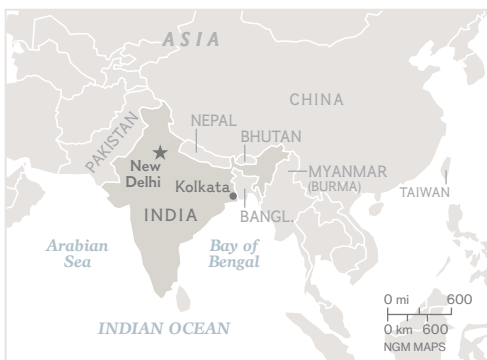 ASIA
CHINA
NEPAL
BHUTAN
PAKISTAN
New
Delhi
Kolkata
MYANMAR
(BURMA)
TAIWAN
INDIA
BANGL.
Arabian
Sea
Bay of
Bengal
INDIAN OCEAN
0 mi 600
0 km 600
NGM MAPS